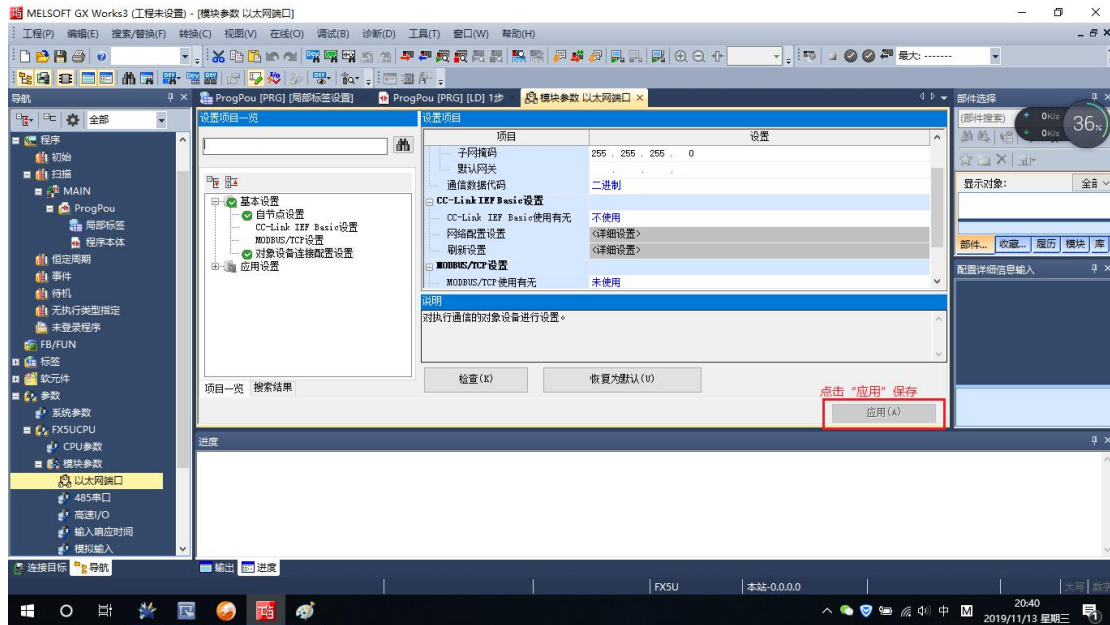 MELSOFT GX Works3 (工程未设置) - [模块参数 以太网端口]
工程(P) 编辑(E) 搜索/替换(F) 转换(C) 视图(V) 在线(O) 调试(B) 诊断(D) 工具(T) 窗口(W) 帮助(H)
最大: -------
导航
ProgPou [PRG] [局部标签设置]
ProgPou [PRG] [LD] 1步
模块参数 以太网端口
部件选择
全部
程序
初始
扫描
MAIN
ProgPou
局部标签
程序本体
恒定周期
事件
待机
无执行类型指定
未登录程序
FB/FUN
标签
软元件
参数
系统参数
FX5UCPU
CPU参数
模块参数
以太网端口
485串口
高速I/O
输入响应时间
模拟输入
连接目标 导航
设置项目一览
基本设置
自节点设置
CC-Link IEF Basic设置
MODBUS/TCP设置
对象设备连接配置设置
应用设置
项目一览 搜索结果
设置项目
项目 设置
子网掩码 255 . 255 . 255 . 0
默认网关 . . .
通信数据代码 二进制
CC-Link IEF Basic设置
CC-Link IEF Basic使用有无 不使用
网络配置设置 <详细设置>
刷新设置 <详细设置>
MODBUS/TCP设置
MODBUS/TCP使用有无 未使用
说明
对执行通信的对象设备进行设置。
检查(K) 恢复为默认(U)
点击“应用”保存
应用(A)
(部件搜索)
0K/s
0K/s
36%
显示对象:
部件... 收藏... 履历 模块 库
配置详细信息输入
进度
输出 进度
FX5U 本站-0.0.0.0 大写
中
20:40
2019/11/13 星期三